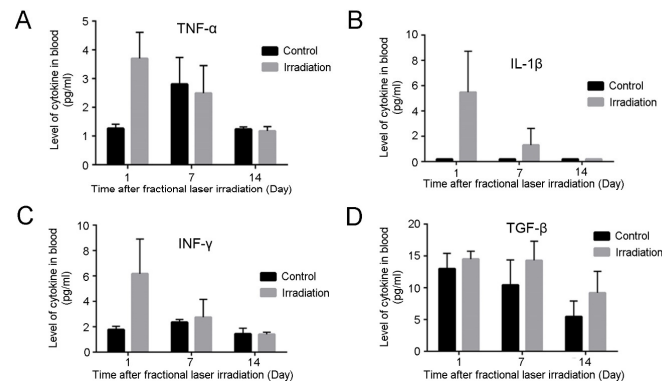 A
TNF-α
Level of cytokine in blood
(pg/ml)
5
4
3
2
1
0
Control
Irradiation
1 7 14
Time after fractional laser irradiation (Day)
B
IL-1β
Level of cytokine in blood
(pg/ml)
10
8
6
4
2
0
Control
Irradiation
1 7 14
Time after fractional laser irradiation (Day)
C
INF-γ
Level of cytokine in blood
(pg/ml)
10
8
6
4
2
0
Control
Irradiation
1 7 14
Time after fractional laser irradiation (Day)
D
TGF-β
Level of cytokine in blood
(pg/ml)
20
15
10
5
0
Control
Irradiation
1 7 14
Time after fractional laser irradiation (Day)